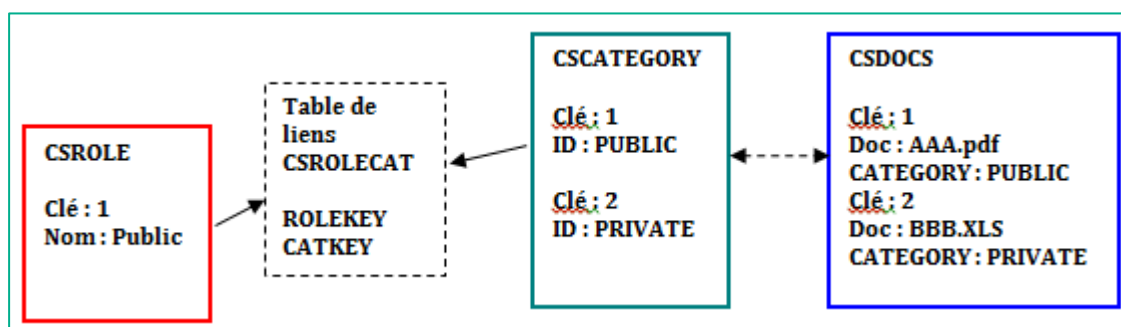 CSROLE
Clé : 1
Nom : Public
Table de
liens
CSROLECAT
ROLEKEY
CATKEY
CSCATEGORY
Clé : 1
ID : PUBLIC
Clé : 2
ID : PRIVATE
CSDOCS
Clé : 1
Doc : AAA.pdf
CATEGORY : PUBLIC
Clé : 2
Doc : BBB.XLS
CATEGORY : PRIVATE